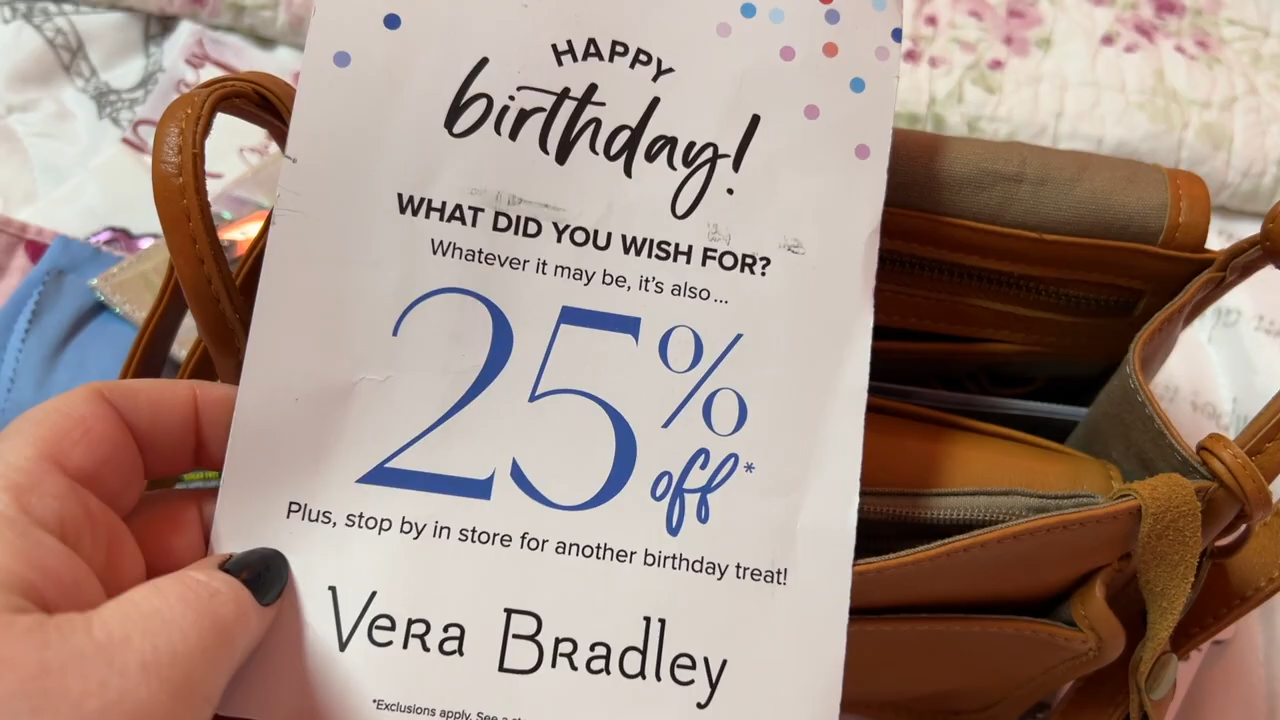 HAPPY
birthday!
WHAT DID YOU WISH FOR?
Whatever it may be, it's also...
25%
off*
Plus, stop by in store for another birthday treat!
Vera Bradley
*Exclusions apply. See a